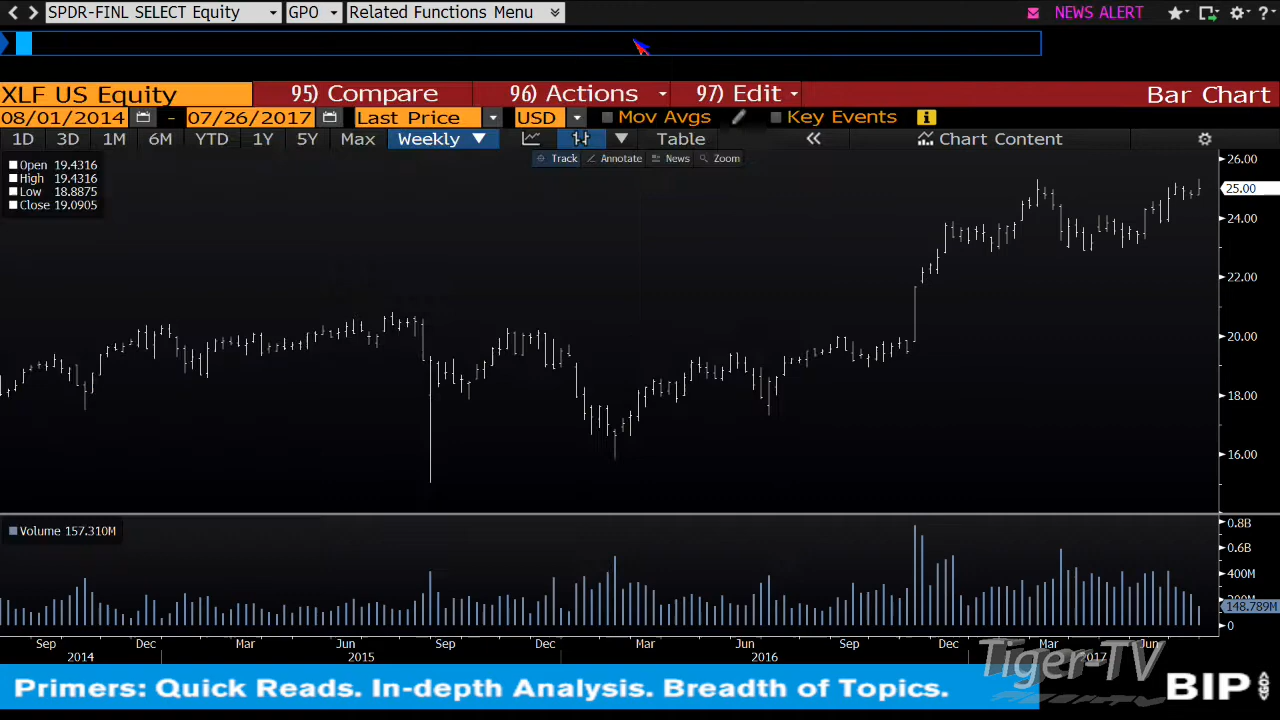 SPDR-FINL SELECT Equity GPO Related Functions Menu NEWS ALERT ?
XLF US Equity 95) Compare 96) Actions 97) Edit Bar Chart
08/01/2014 - 07/26/2017 Last Price USD Mov Avgs Key Events
1D 3D 1M 6M YTD 1Y 5Y Max Weekly Table Chart Content
Track Annotate News Zoom
Open 19.4316
High 19.4316
Low 18.8875
Close 19.0905
26.00
25.00
24.00
22.00
20.00
18.00
16.00
Volume 157.310M
0.8B
0.6B
400M
200M
148.789M
0
Sep Dec Mar Jun Sep Dec Mar Jun Sep Dec Mar Jun
2014 2015 2016 2017
Tiger-TV
Primers: Quick Reads. In-depth Analysis. Breadth of Topics.
BIP